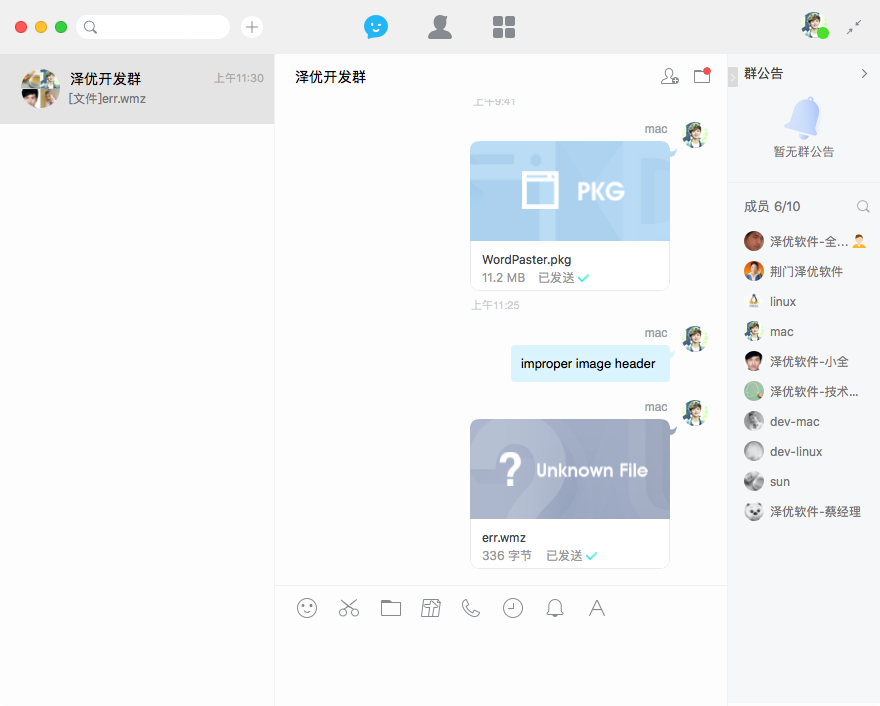 泽优开发群
上午11:30
[文件]err.wmz
泽优开发群
上午9:41
mac
PKG
WordPaster.pkg
11.2 MB 已发送
上午11:25
mac
improper image header
mac
? Unknown File
err.wmz
336 字节 已发送
群公告
暂无群公告
成员 6/10
泽优软件-全...
荆门泽优软件
linux
mac
泽优软件-小全
泽优软件-技术...
dev-mac
dev-linux
sun
泽优软件-蔡经理